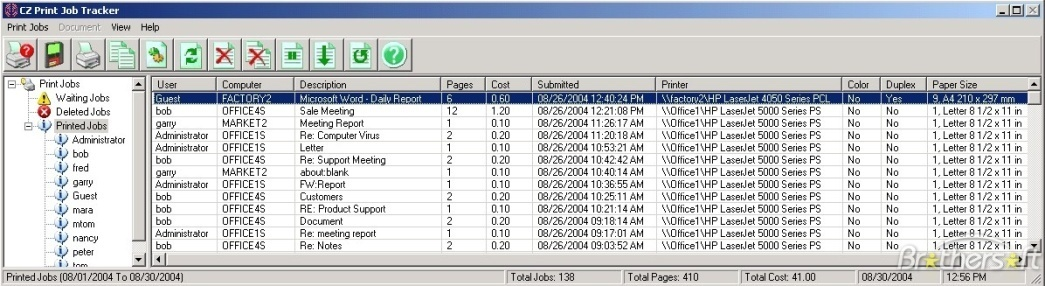 CZ Print Job Tracker
Print Jobs Document View Help
Print Jobs
Waiting Jobs
Deleted Jobs
Printed Jobs
Administrator
bob
fred
garry
Guest
mara
mtom
nancy
peter
tom
User Computer Description Pages Cost Submitted Printer Color Duplex Paper Size
Guest FACTORY2 Microsoft Word - Daily Report 6 0.60 08/26/2004 12:40:24 PM \\factory2\HP LaserJet 4050 Series PCL No Yes 9, A4 210 x 297 mm
bob OFFICE4S Sale Meeting 12 1.20 08/26/2004 12:21:08 PM \\Office1\HP LaserJet 5000 Series PS No No 1, Letter 8 1/2 x 11 in
garry MARKET2 Meeting Report 1 0.10 08/26/2004 11:26:17 AM \\Office1\HP LaserJet 5000 Series PS No No 1, Letter 8 1/2 x 11 in
Administrator OFFICE1S Re: Computer Virus 2 0.20 08/26/2004 11:20:18 AM \\Office1\HP LaserJet 5000 Series PS No No 1, Letter 8 1/2 x 11 in
Administrator OFFICE1S Letter 1 0.10 08/26/2004 10:53:21 AM \\Office1\HP LaserJet 5000 Series PS No No 1, Letter 8 1/2 x 11 in
bob OFFICE4S Re: Support Meeting 2 0.20 08/26/2004 10:42:42 AM \\Office1\HP LaserJet 5000 Series PS No No 1, Letter 8 1/2 x 11 in
garry MARKET2 about:blank 1 0.10 08/26/2004 10:40:14 AM \\Office1\HP LaserJet 5000 Series PS No No 1, Letter 8 1/2 x 11 in
Administrator OFFICE1S FW:Report 1 0.10 08/26/2004 10:36:55 AM \\Office1\HP LaserJet 5000 Series PS No No 1, Letter 8 1/2 x 11 in
bob OFFICE4S Customers 2 0.20 08/26/2004 10:25:11 AM \\Office1\HP LaserJet 5000 Series PS No No 1, Letter 8 1/2 x 11 in
bob OFFICE4S RE: Product Support 1 0.10 08/26/2004 10:21:14 AM \\Office1\HP LaserJet 5000 Series PS No No 1, Letter 8 1/2 x 11 in
bob OFFICE4S Document 2 0.20 08/26/2004 09:18:14 AM \\Office1\HP LaserJet 5000 Series PS No No 1, Letter 8 1/2 x 11 in
Administrator OFFICE1S Re: meeting report 1 0.10 08/26/2004 09:17:01 AM \\Office1\HP LaserJet 5000 Series PS No No 1, Letter 8 1/2 x 11 in
bob OFFICE4S Re: Notes 2 0.20 08/26/2004 09:03:52 AM \\Office1\HP LaserJet 5000 Series PS No No 1, Letter 8 1/2 x 11 in
Brothersoft
Printed Jobs (08/01/2004 To 08/30/2004) Total Jobs: 138 Total Pages: 410 Total Cost: 41.00 08/30/2004 12:56 PM